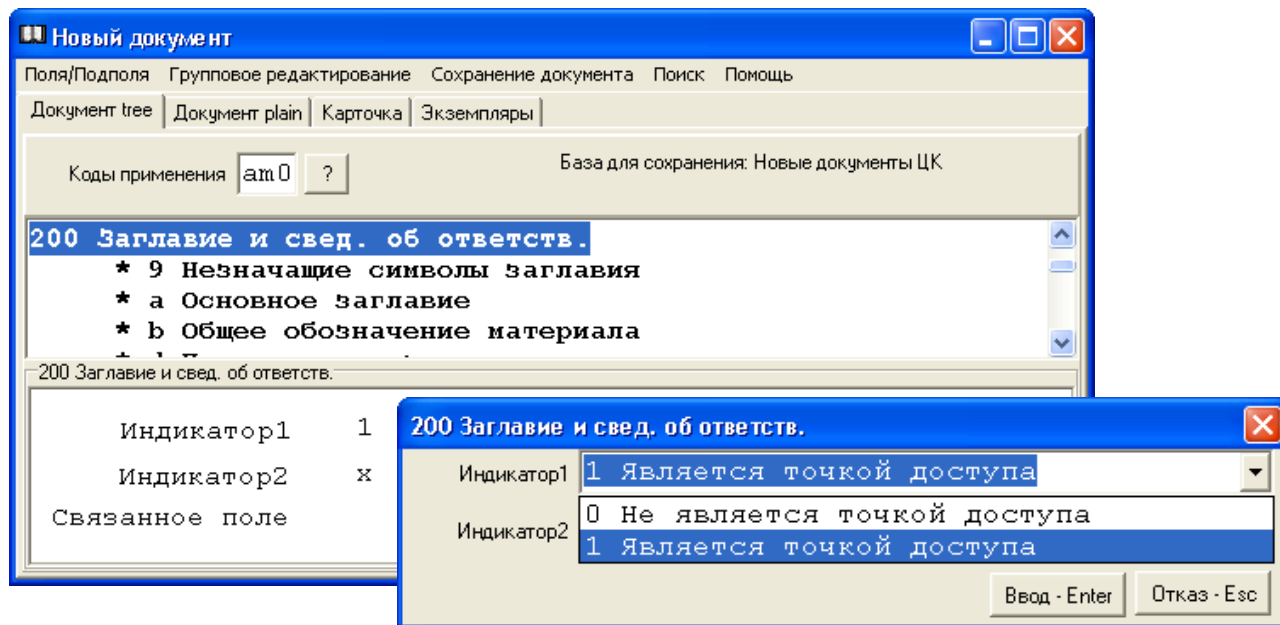 Новый документ
Поля/Подполя Групповое редактирование Сохранение документа Поиск Помощь
Документ tree Документ plain Карточка Экземпляры
Коды применения am0 ? База для сохранения: Новые документы ЦК
200 Заглавие и свед. об ответств.
* 9 Незначащие символы заглавия
* a Основное заглавие
* b Общее обозначение материала
200 Заглавие и свед. об ответств.
Индикатор1 1
Индикатор2 x
Связанное поле
200 Заглавие и свед. об ответств.
Индикатор1 1 Является точкой доступа
Индикатор2
0 Не является точкой доступа
1 Является точкой доступа
Ввод - Enter Отказ - Esc